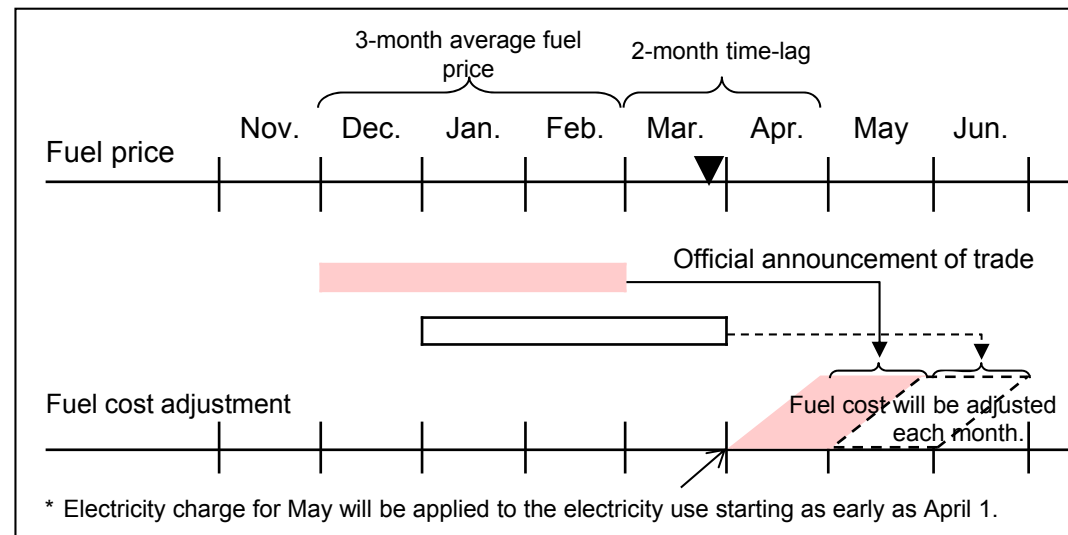 3-month average fuel
price
2-month time-lag
Nov. Dec. Jan. Feb. Mar. Apr. May Jun.
Fuel price
Official announcement of trade
Fuel cost adjustment
Fuel cost will be adjusted
each month.
* Electricity charge for May will be applied to the electricity use starting as early as April 1.